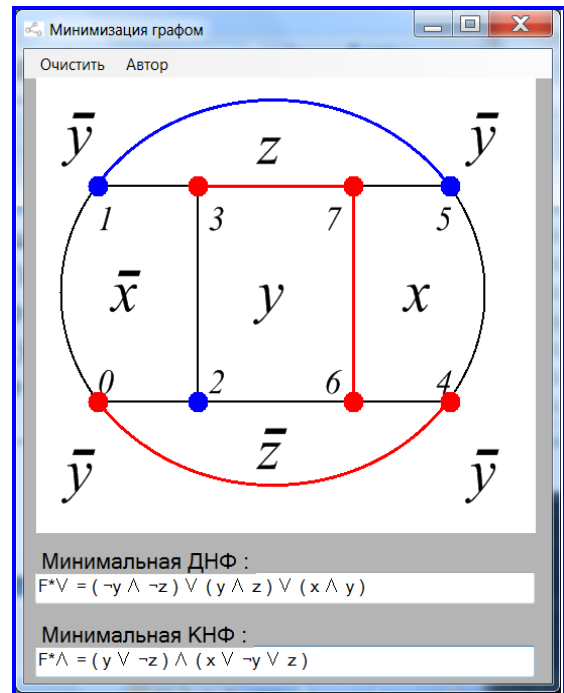 Минимизация графом
Очистить Автор
ȳ z ȳ
1 3 7 5
x̄ y x
0 2 6 4
ȳ z̄ ȳ
Минимальная ДНФ :
F*∨ = ( ¬y ∧ ¬z ) ∨ ( y ∧ z ) ∨ ( x ∧ y )
Минимальная КНФ :
F*∧ = ( y ∨ ¬z ) ∧ ( x ∨ ¬y ∨ z )